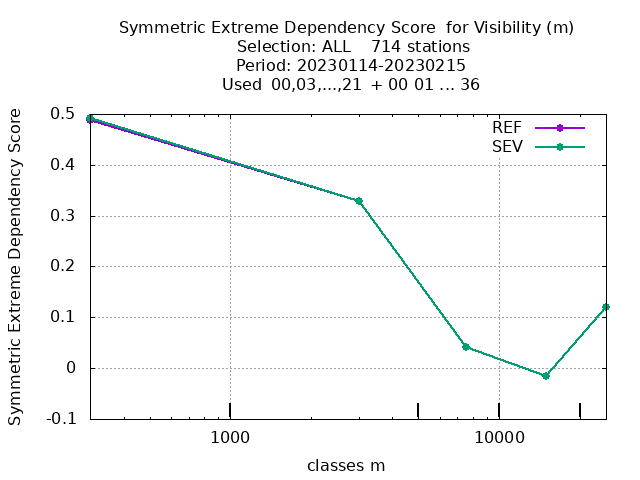 Symmetric Extreme Dependency Score  for Visibility (m)
Selection: ALL    714 stations
Period: 20230114-20230215
Used  00,03,...,21  + 00 01 ... 36
REF
SEV
Symmetric Extreme Dependency Score
0.5
0.4
0.3
0.2
0.1
0
-0.1
1000
10000
classes m